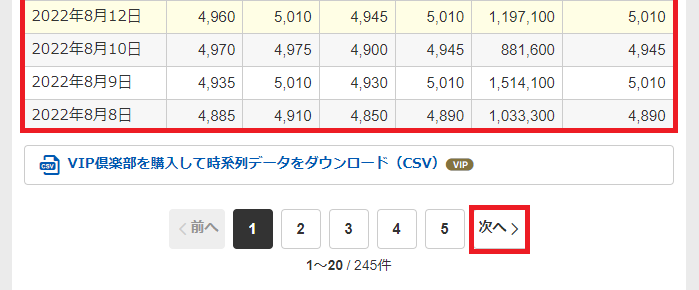 2022年8月12日 4,960 5,010 4,945 5,010 1,197,100 5,010
2022年8月10日 4,970 4,975 4,900 4,945 881,600 4,945
2022年8月9日 4,935 5,010 4,930 5,010 1,514,100 5,010
2022年8月8日 4,885 4,910 4,850 4,890 1,033,300 4,890
CSV VIP倶楽部を購入して時系列データをダウンロード（CSV） VIP
前へ 1 2 3 4 5 次へ
1～20 / 245件